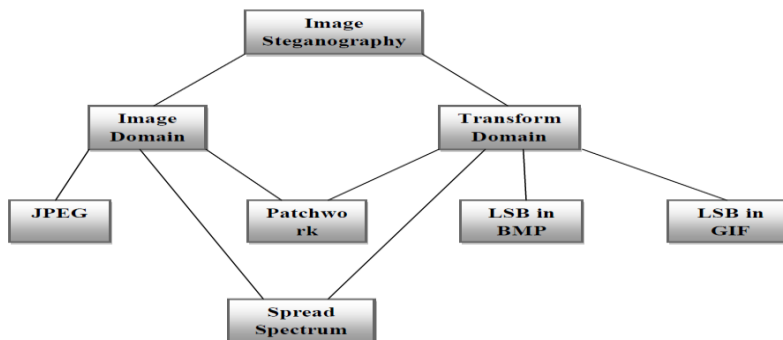 Image
Steganography
Image
Domain
Transform
Domain
JPEG
Patchwo
rk
LSB in
BMP
LSB in
GIF
Spread
Spectrum